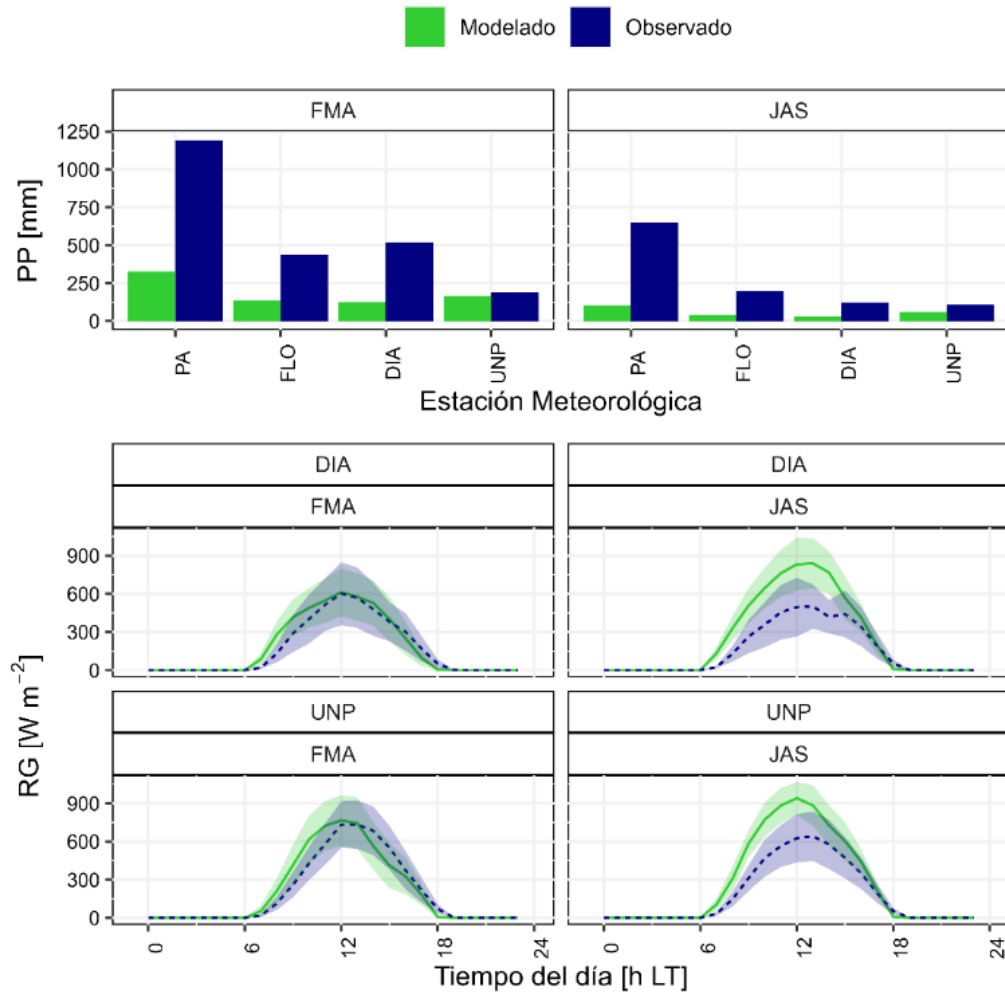 Modelado Observado
FMA JAS
PP [mm]
1250
1000
750
500
250
0
PA FLO DIA UNP PA FLO DIA UNP
Estación Meteorológica
DIA DIA
FMA JAS
RG [W m⁻²]
900
600
300
0
UNP UNP
FMA JAS
900
600
300
0
0 6 12 18 24 0 6 12 18 24
Tiempo del día [h LT]